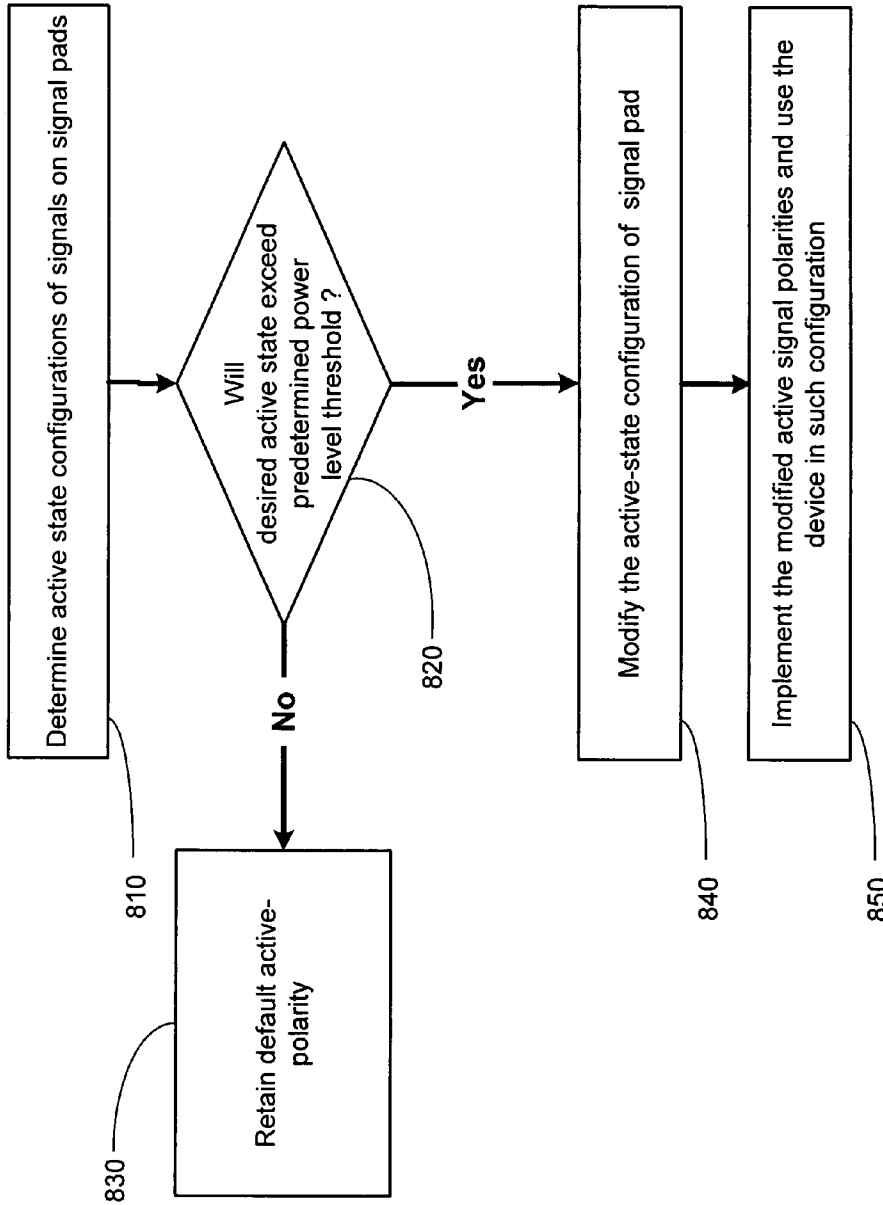 Determine active state configurations of signals on signal pads
810
Will
desired active state exceed
predetermined power
level threshold ?
820
No
Retain default active-
polarity
830
Yes
Modify the active-state configuration of signal pad
840
Implement the modified active signal polarities and use the
device in such configuration
850